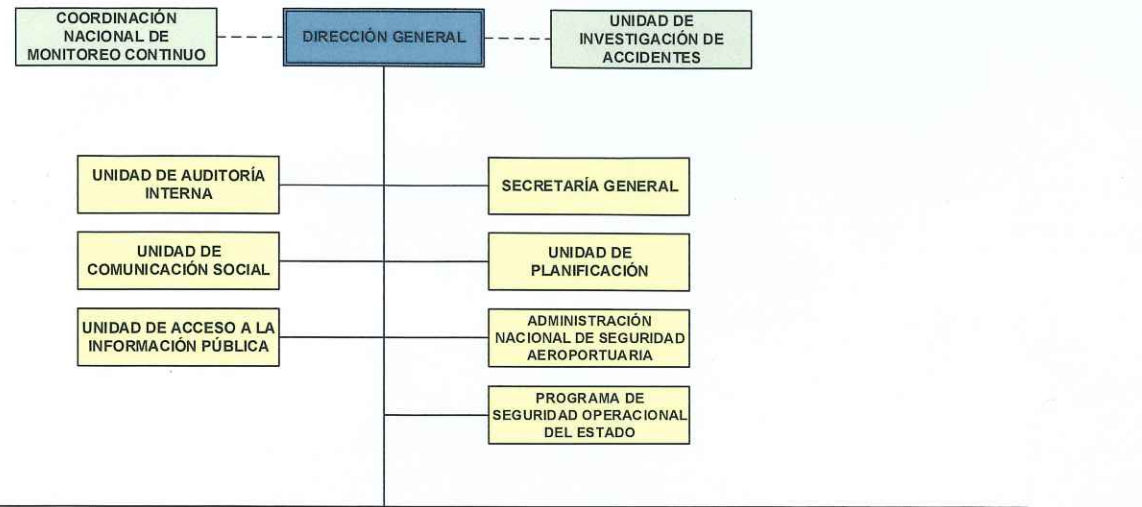 COORDINACIÓN
NACIONAL DE
MONITOREO CONTINUO
DIRECCIÓN GENERAL
UNIDAD DE
INVESTIGACIÓN DE
ACCIDENTES
UNIDAD DE AUDITORÍA
INTERNA
SECRETARÍA GENERAL
UNIDAD DE
COMUNICACIÓN SOCIAL
UNIDAD DE
PLANIFICACIÓN
UNIDAD DE ACCESO A LA
INFORMACIÓN PÚBLICA
ADMINISTRACIÓN
NACIONAL DE SEGURIDAD
AEROPORTUARIA
PROGRAMA DE
SEGURIDAD OPERACIONAL
DEL ESTADO